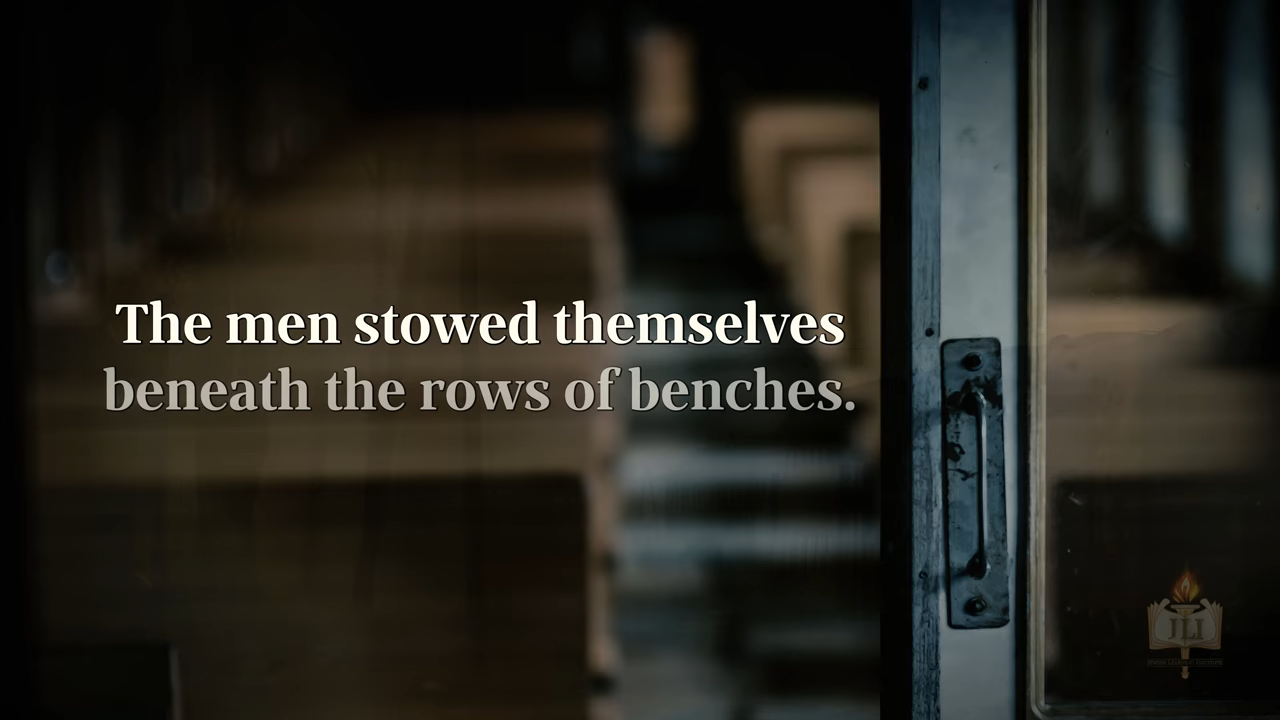 The men stowed themselves
beneath the rows of benches.
JLI